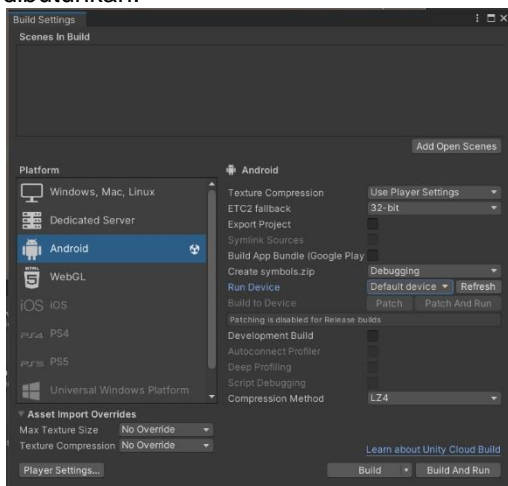 dibutuhkan.
Build Settings
Scenes In Build
Add Open Scenes
Platform
Windows, Mac, Linux
Dedicated Server
Android
WebGL
iOS iOS
PS4 PS4
PS5 PS5
Universal Windows Platform
Android
Texture Compression Use Player Settings
ETC2 fallback 32-bit
Export Project
Symlink Sources
Build App Bundle (Google Play
Create symbols.zip Debugging
Run Device Default device Refresh
Build to Device Patch Patch And Run
Patching is disabled for Release builds
Development Build
Autoconnect Profiler
Deep Profiling
Script Debugging
Compression Method LZ4
Asset Import Overrides
Max Texture Size No Override
Texture Compression No Override
Learn about Unity Cloud Build
Player Settings...
Build Build And Run